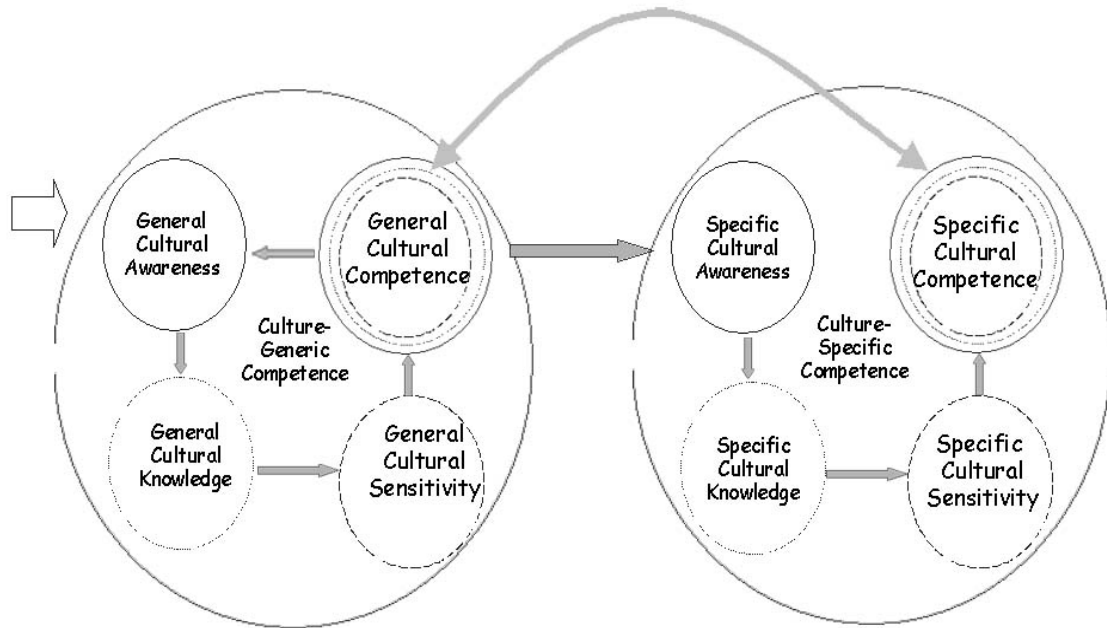 General
Cultural
Awareness
General
Cultural
Competence
Culture-
Generic
Competence
General
Cultural
Knowledge
General
Cultural
Sensitivity
Specific
Cultural
Awareness
Specific
Cultural
Competence
Culture-
Specific
Competence
Specific
Cultural
Knowledge
Specific
Cultural
Sensitivity